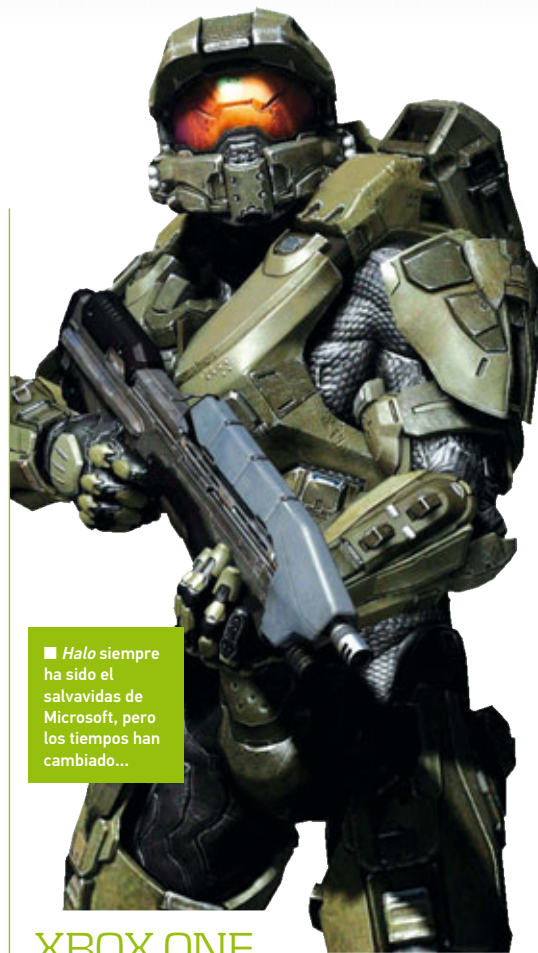 ■ Halo siempre
ha sido el
salvavidas de
Microsoft, pero
los tiempos han
cambiado...
XBOX ONE